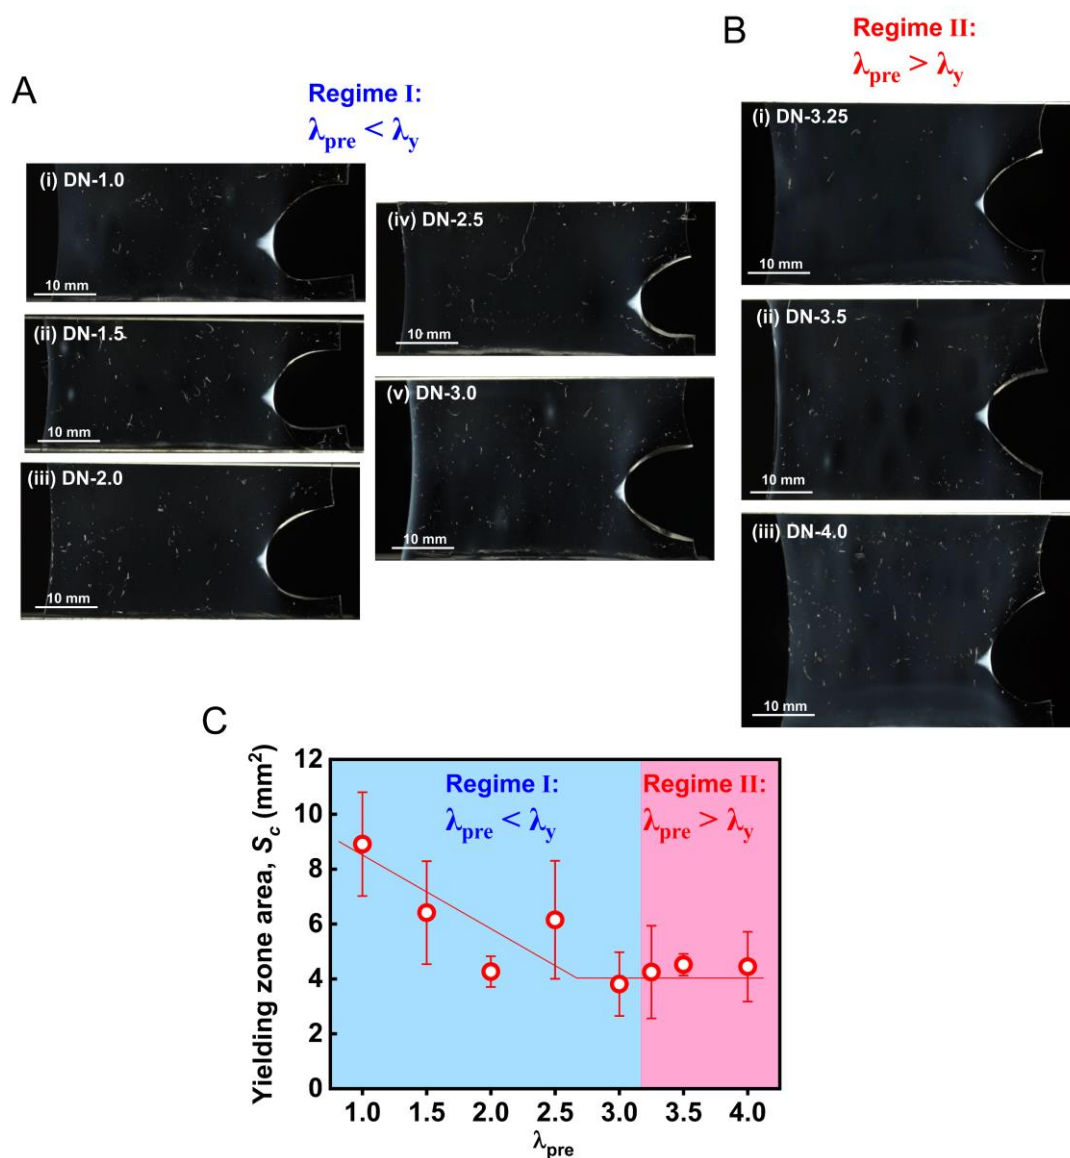 A
Regime I:
λpre < λy
(i) DN-1.0
10 mm
(ii) DN-1.5
10 mm
(iii) DN-2.0
10 mm
(iv) DN-2.5
10 mm
(v) DN-3.0
10 mm
B
Regime II:
λpre > λy
(i) DN-3.25
10 mm
(ii) DN-3.5
10 mm
(iii) DN-4.0
10 mm
C
Yielding zone area, Sc (mm²)
12
10
8
6
4
2
0
Regime I:
λpre < λy
Regime II:
λpre > λy
1.0 1.5 2.0 2.5 3.0 3.5 4.0
λpre